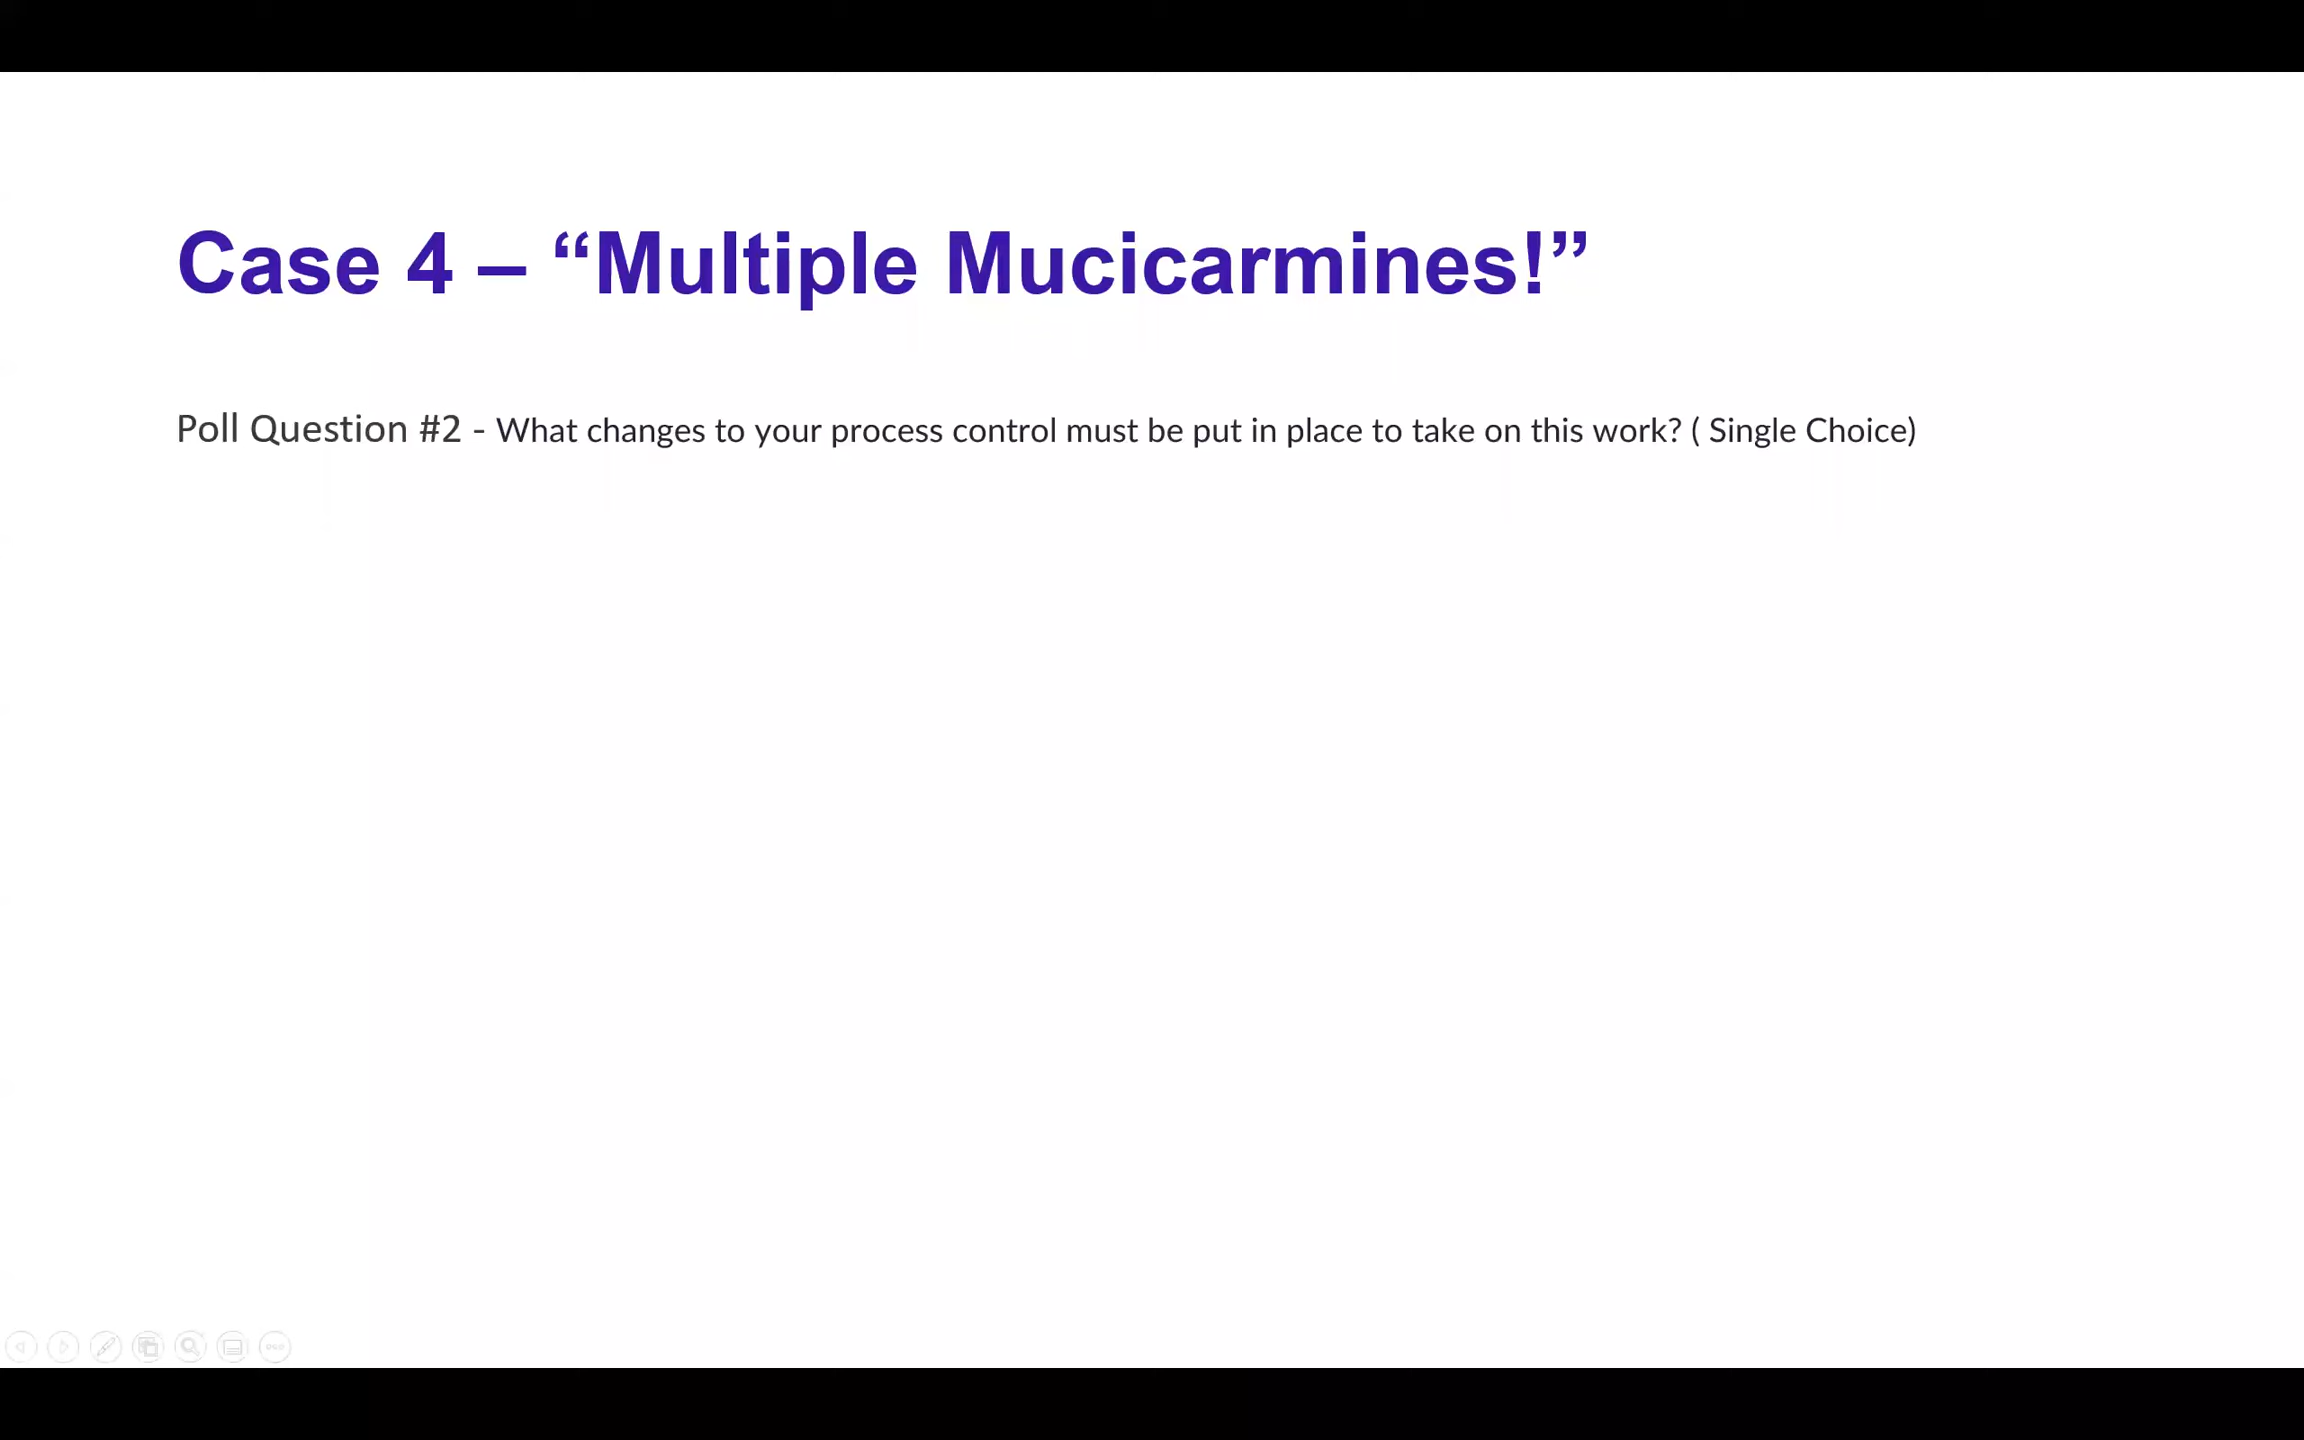 Case 4 – “Multiple Mucicarmines!”
Poll Question #2 - What changes to your process control must be put in place to take on this work? ( Single Choice)